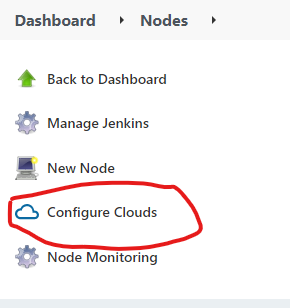 Dashboard Nodes
Back to Dashboard
Manage Jenkins
New Node
Configure Clouds
Node Monitoring